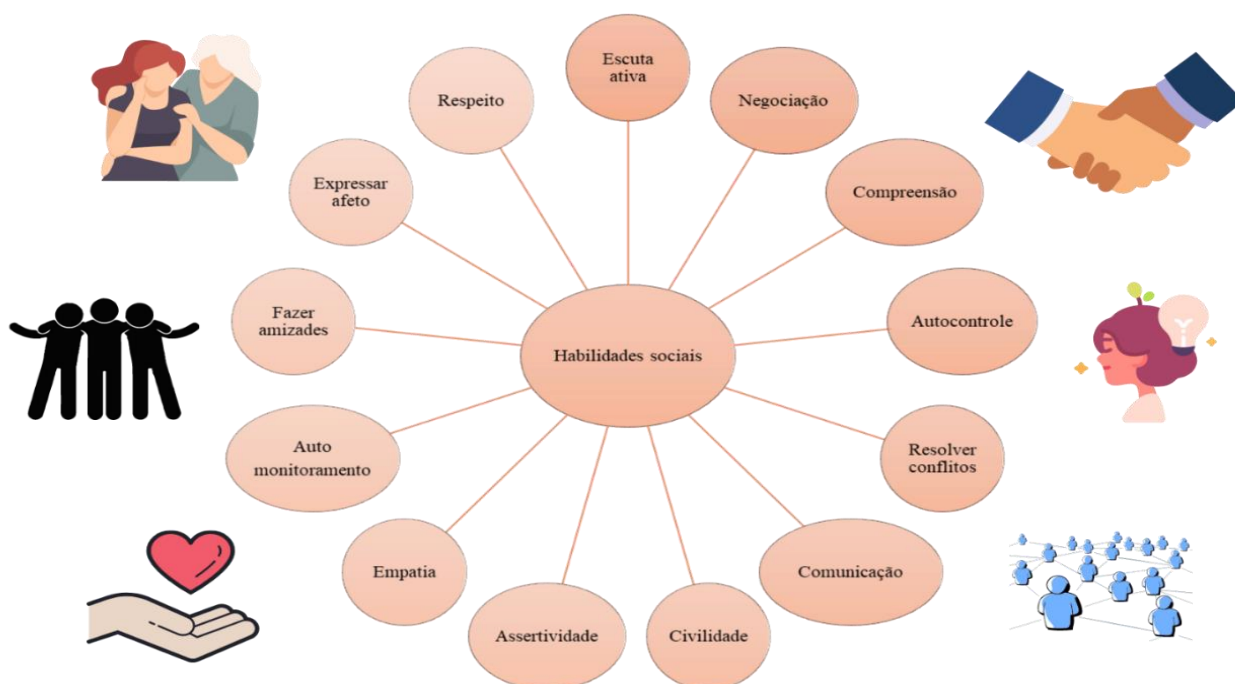 Escuta
ativa
Negociação
Compreensão
Autocontrole
Resolver
conflitos
Comunicação
Civilidade
Assertividade
Empatia
Auto
monitoramento
Fazer
amizades
Expressar
afeto
Respeito
Habilidades sociais